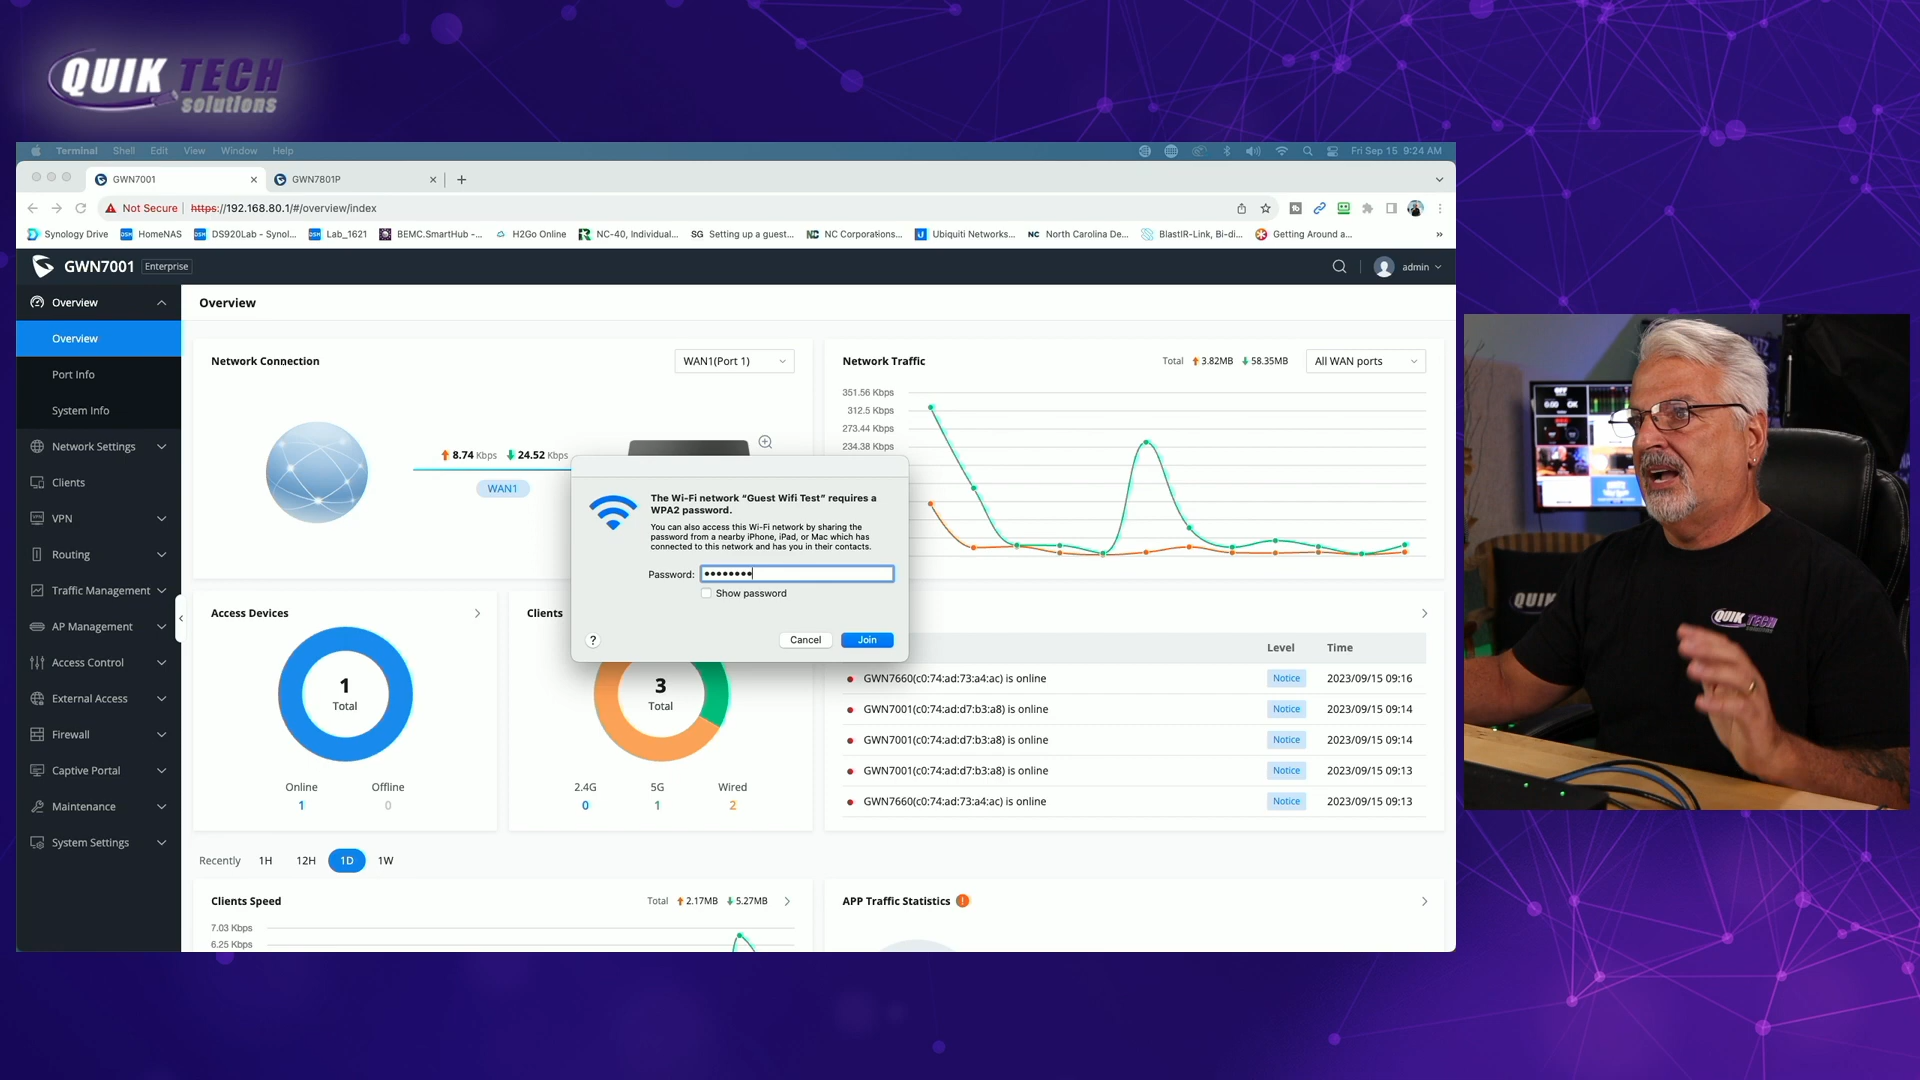 QUIK TECH
solutions
Terminal Shell Edit View Window Help
Fri Sep 15 9:24 AM
GWN7001
GWN7801P
Not Secure https://192.168.80.1/#/overview/index
Synology Drive HomeNAS DS920Lab - Synol... Lab_1621 BEMC.SmartHub -... H2Go Online NC-40, Individual... SG Setting up a guest... NC NC Corporations... Ubiquiti Networks... NC North Carolina De... BlastIR-Link, Bi-di... Getting Around a... »
GWN7001 Enterprise
admin
Overview
Overview
Port Info
System Info
Network Settings
Clients
VPN
Routing
Traffic Management
AP Management
Access Control
External Access
Firewall
Captive Portal
Maintenance
System Settings
Overview
Network Connection
WAN1(Port 1)
8.74 Kbps 24.52 Kbps
WAN1
Network Traffic
Total 3.82MB 58.35MB
All WAN ports
351.56 Kbps
312.5 Kbps
273.44 Kbps
234.38 Kbps
The Wi-Fi network “Guest Wifi Test” requires a
WPA2 password.
You can also access this Wi-Fi network by sharing the
password from a nearby iPhone, iPad, or Mac which has
connected to this network and has you in their contacts.
Password: ••••••••
Show password
? Cancel Join
Access Devices
1
Total
Online Offline
1 0
Clients
3
Total
2.4G 5G Wired
0 1 2
Level Time
GWN7660(c0:74:ad:73:a4:ac) is online Notice 2023/09/15 09:16
GWN7001(c0:74:ad:d7:b3:a8) is online Notice 2023/09/15 09:14
GWN7001(c0:74:ad:d7:b3:a8) is online Notice 2023/09/15 09:14
GWN7001(c0:74:ad:d7:b3:a8) is online Notice 2023/09/15 09:13
GWN7660(c0:74:ad:73:a4:ac) is online Notice 2023/09/15 09:13
Recently 1H 12H 1D 1W
Clients Speed
Total 2.17MB 5.27MB
7.03 Kbps
6.25 Kbps
APP Traffic Statistics
QUIK
QUIK TECH